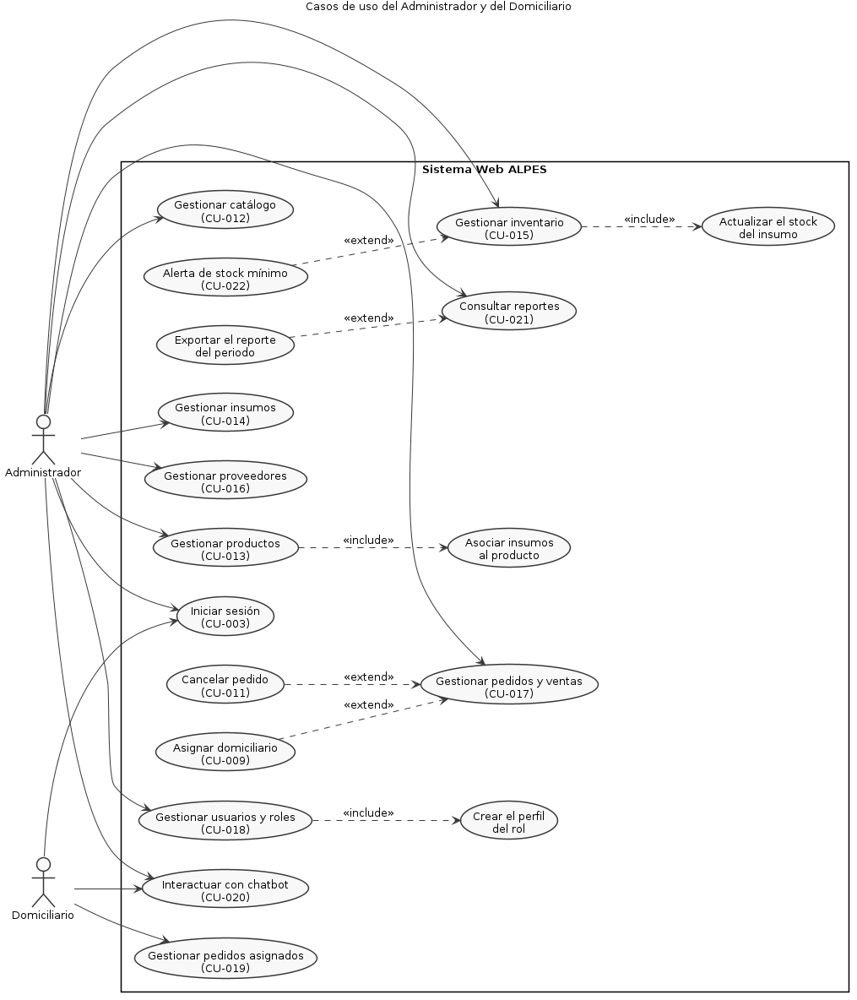 Casos de uso del Administrador y del Domiciliario
Sistema Web ALPES
Gestionar catálogo
(CU-012)
Gestionar inventario
(CU-015)
«include»
Actualizar el stock
del insumo
«extend»
Alerta de stock mínimo
(CU-022)
Consultar reportes
(CU-021)
«extend»
Exportar el reporte
del periodo
Gestionar insumos
(CU-014)
Administrador
Gestionar proveedores
(CU-016)
Gestionar productos
(CU-013)
«include»
Asociar insumos
al producto
Iniciar sesión
(CU-003)
Cancelar pedido
(CU-011)
«extend»
Gestionar pedidos y ventas
(CU-017)
«extend»
Asignar domiciliario
(CU-009)
Gestionar usuarios y roles
(CU-018)
«include»
Crear el perfil
del rol
Interactuar con chatbot
(CU-020)
Domiciliario
Gestionar pedidos asignados
(CU-019)